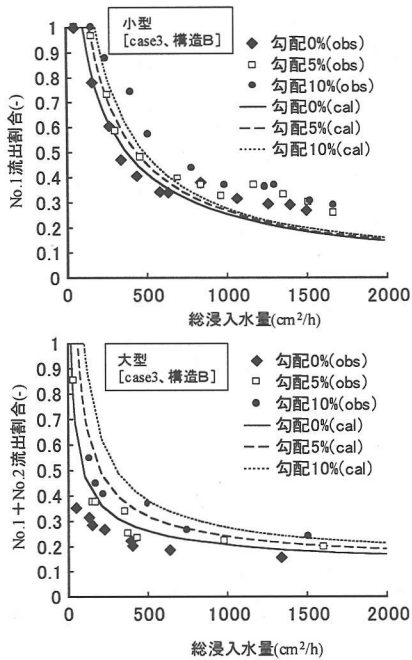 小型
[case3、構造B]
勾配0%(obs)
勾配5%(obs)
勾配10%(obs)
勾配0%(cal)
勾配5%(cal)
勾配10%(cal)
No.1流出割合(-)
1
0.9
0.8
0.7
0.6
0.5
0.4
0.3
0.2
0.1
0
0 500 1000 1500 2000
総浸入水量(cm²/h)
大型
[case3、構造B]
勾配0%(obs)
勾配5%(obs)
勾配10%(obs)
勾配0%(cal)
勾配5%(cal)
勾配10%(cal)
No.1+No.2流出割合(-)
1
0.9
0.8
0.7
0.6
0.5
0.4
0.3
0.2
0.1
0
0 500 1000 1500 2000
総浸入水量(cm²/h)